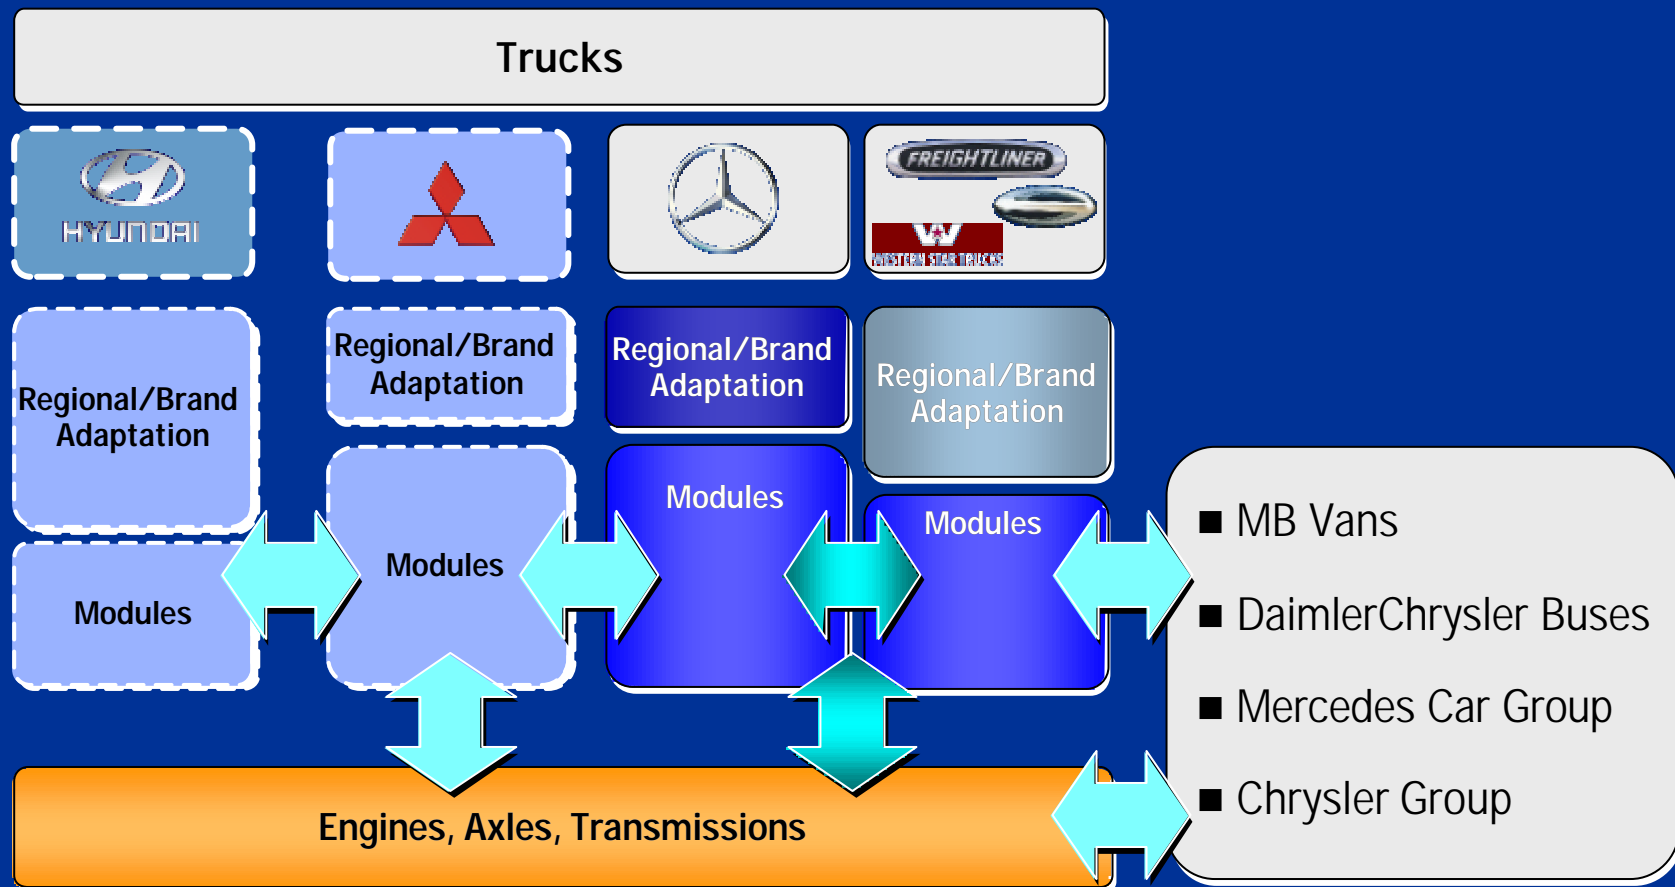 Trucks
HYUNDAI
FREIGHTLINER
WESTERN STAR TRUCKS
Regional/Brand
Adaptation
Regional/Brand
Adaptation
Regional/Brand
Adaptation
Regional/Brand
Adaptation
Modules
Modules
Modules
Modules
Engines, Axles, Transmissions
■ MB Vans
■ DaimlerChrysler Buses
■ Mercedes Car Group
■ Chrysler Group